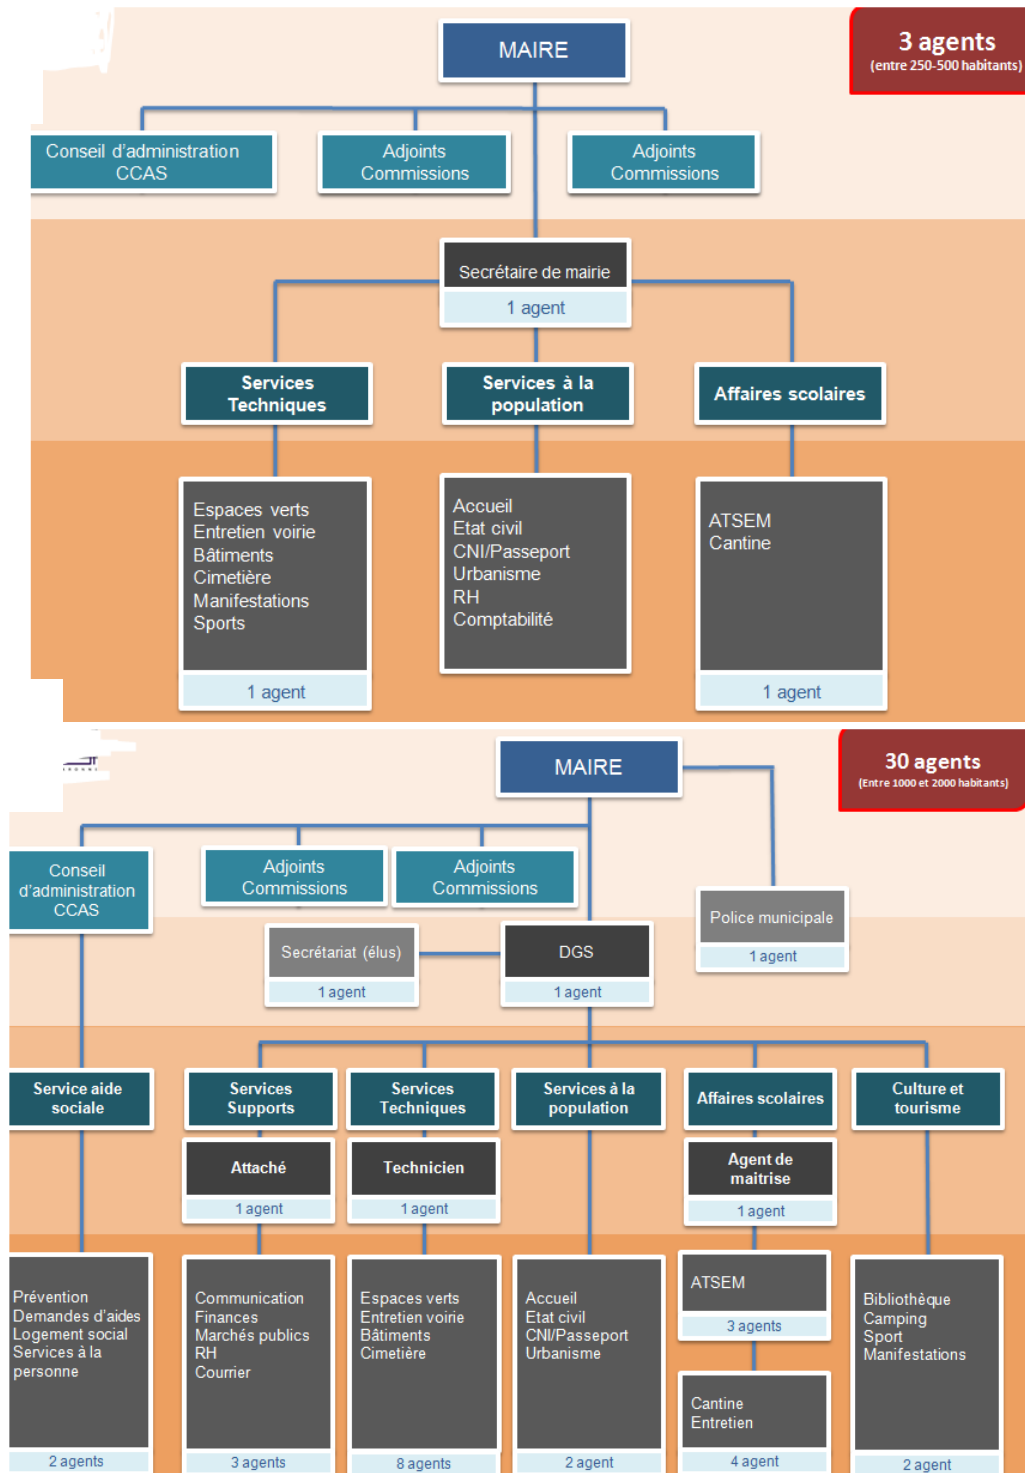 MAIRE
3 agents
(entre 250-500 habitants)
Conseil d'administration
CCAS
Adjoints
Commissions
Adjoints
Commissions
Secrétaire de mairie
1 agent
Services
Techniques
Services à la
population
Affaires scolaires
Espaces verts
Entretien voirie
Bâtiments
Cimetière
Manifestations
Sports
1 agent
Accueil
Etat civil
CNI/Passeport
Urbanisme
RH
Comptabilité
ATSEM
Cantine
1 agent
MAIRE
30 agents
(Entre 1000 et 2000 habitants)
Conseil
d'administration
CCAS
Adjoints
Commissions
Adjoints
Commissions
Police municipale
1 agent
Secrétariat (élus)
1 agent
DGS
1 agent
Service aide
sociale
Services
Supports
Services
Techniques
Services à la
population
Affaires scolaires
Culture et
tourisme
Attaché
1 agent
Technicien
1 agent
Agent de
maitrise
1 agent
Prévention
Demandes d'aides
Logement social
Services à la
personne
2 agents
Communication
Finances
Marchés publics
RH
Courrier
3 agents
Espaces verts
Entretien voirie
Bâtiments
Cimetière
8 agents
Accueil
Etat civil
CNI/Passeport
Urbanisme
2 agent
ATSEM
3 agents
Cantine
Entretien
4 agent
Bibliothèque
Camping
Sport
Manifestations
2 agent